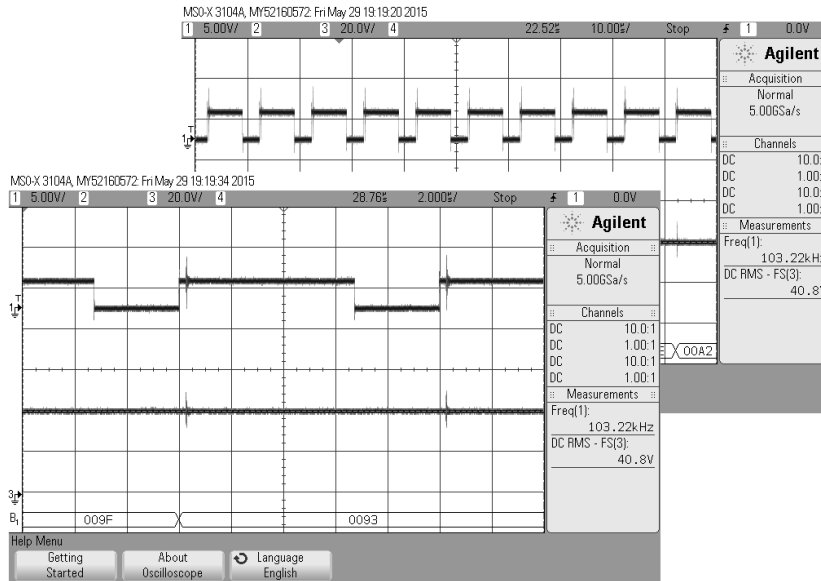 MSO-X 3104A, MY52160572: Fri May 29 19:19:20 2015
1 5.00V/ 2 3 20.0V/ 4 22.52% 10.00%/ Stop 1 0.0V
Agilent
Acquisition
Normal
5.00GSa/s
Channels
DC 10.0:
DC 1.00:
DC 10.0:
DC 1.00:
Measurements
Freq(1):
103.22kH
DC RMS - FS(3):
40.8
00A2
MSO-X 3104A, MY52160572: Fri May 29 19:19:34 2015
1 5.00V/ 2 3 20.0V/ 4 28.76% 2.000%/ Stop 1 0.0V
Agilent
Acquisition
Normal
5.00GSa/s
Channels
DC 10.0:1
DC 1.00:1
DC 10.0:1
DC 1.00:1
Measurements
Freq(1):
103.22kHz
DC RMS - FS(3):
40.8V
T
1
3
B1 009F 0093
Help Menu
Getting Started
About Oscilloscope
Language English